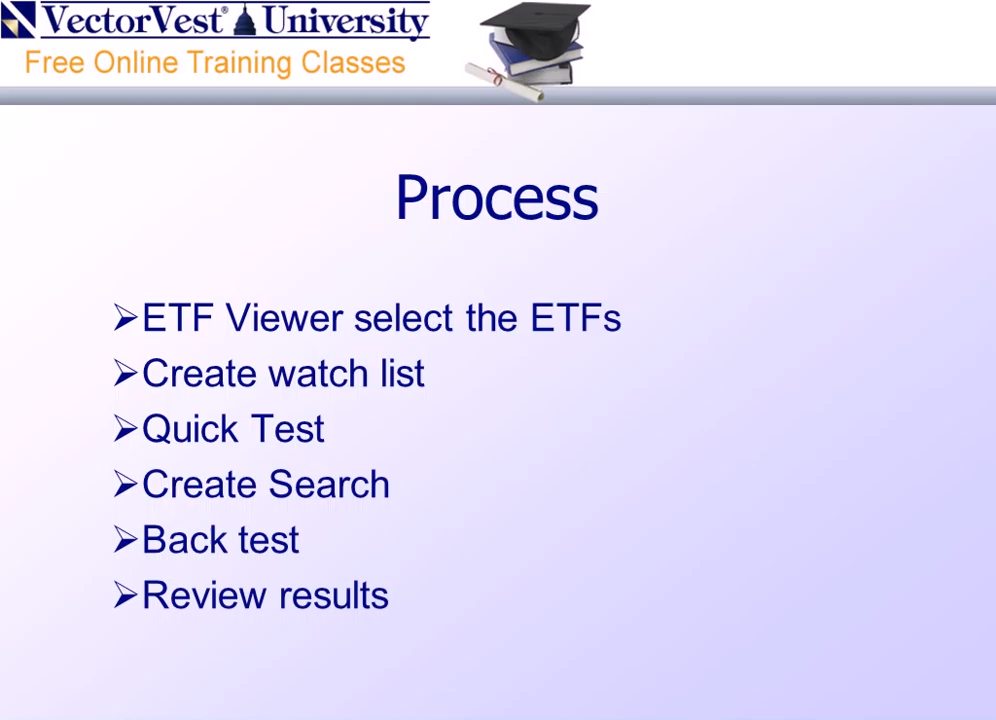 VectorVest® University
Free Online Training Classes
Process
➢ETF Viewer select the ETFs
➢Create watch list
➢Quick Test
➢Create Search
➢Back test
➢Review results